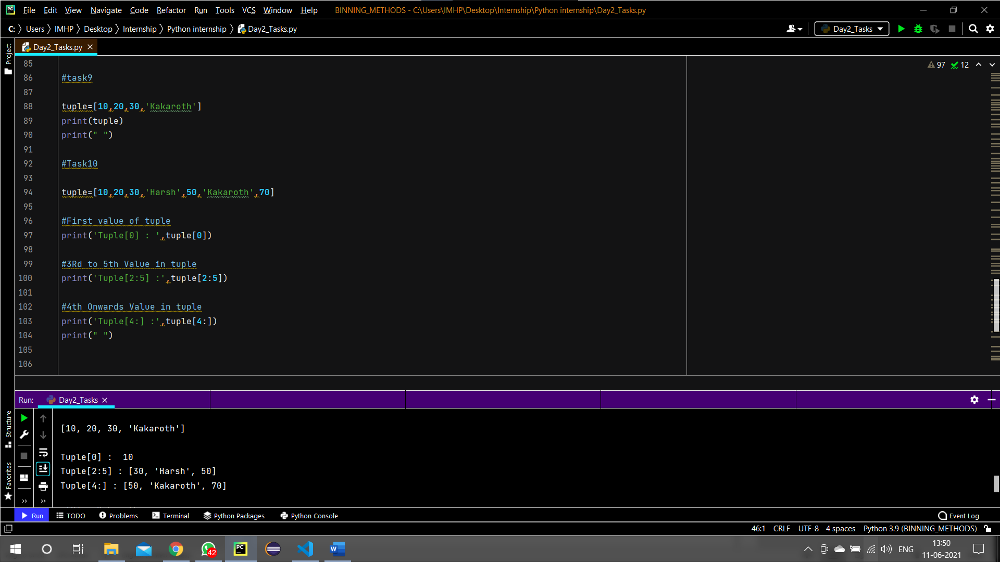 File Edit View Navigate Code Refactor Run Tools VCS Window Help BINNING_METHODS - C:\Users\IMHP\Desktop\Internship\Python internship\Day2_Tasks.py
C: Users IMHP Desktop Internship Python internship Day2_Tasks.py Day2_Tasks
Project
Day2_Tasks.py
97 12
85
86 #task9
87
88 tuple=[10,20,30,'Kakaroth']
89 print(tuple)
90 print(" ")
91
92 #Task10
93
94 tuple=[10,20,30,'Harsh',50,'Kakaroth',70]
95
96 #First value of tuple
97 print('Tuple[0] : ',tuple[0])
98
99 #3Rd to 5th Value in tuple
100 print('Tuple[2:5] :',tuple[2:5])
101
102 #4th Onwards Value in tuple
103 print('Tuple[4:] :',tuple[4:])
104 print(" ")
105
106
Run: Day2_Tasks
Structure
Favorites
[10, 20, 30, 'Kakaroth']
Tuple[0] :  10
Tuple[2:5] : [30, 'Harsh', 50]
Tuple[4:] : [50, 'Kakaroth', 70]
Run TODO Problems Terminal Python Packages Python Console Event Log
46:1 CRLF UTF-8 4 spaces Python 3.9 (BINNING_METHODS)
PC 42 PC W ENG 13:50
11-06-2021